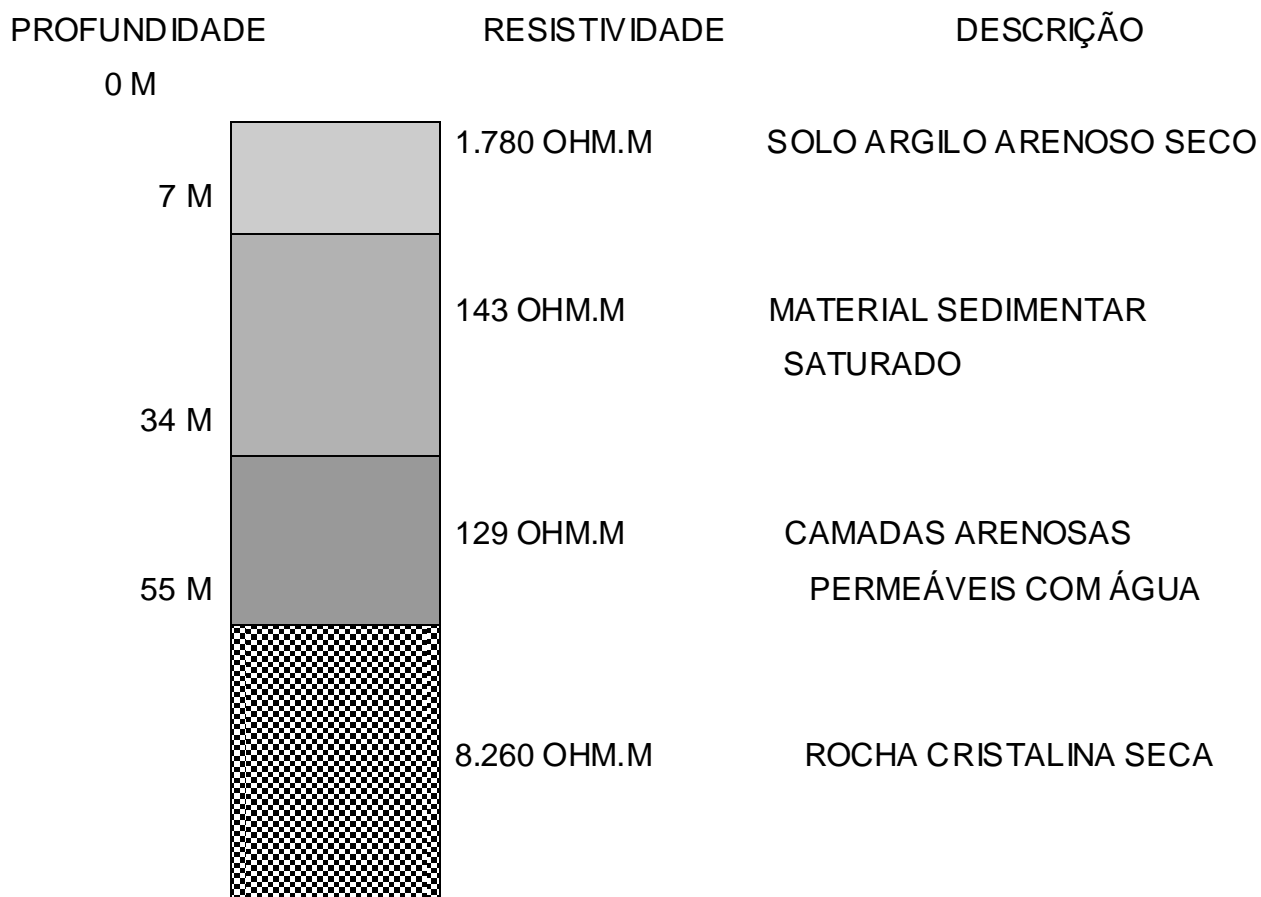 PROFUNDIDADE RESISTIVIDADE DESCRIÇÃO
0 M
1.780 OHM.M SOLO ARGILO ARENOSO SECO
7 M
143 OHM.M MATERIAL SEDIMENTAR
SATURADO
34 M
129 OHM.M CAMADAS ARENOSAS
55 M PERMEÁVEIS COM ÁGUA
8.260 OHM.M ROCHA CRISTALINA SECA